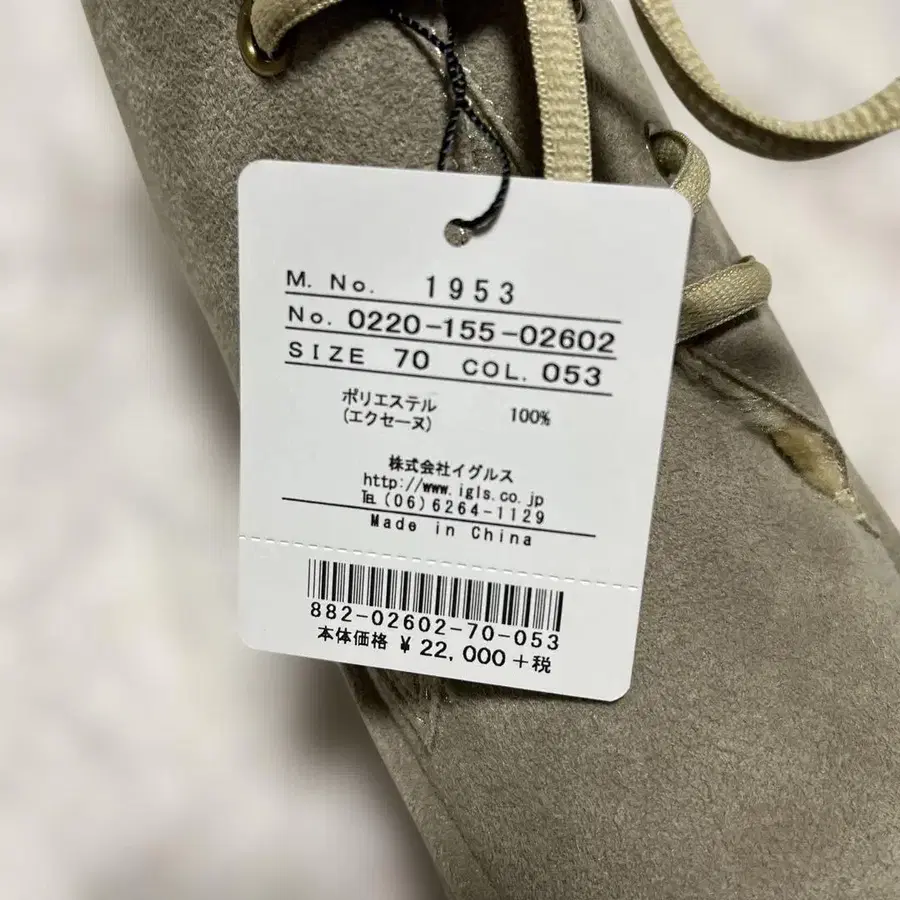 M. No. 1953
No. 0220-155-02602
SIZE 70 COL. 053
ポリエステル 100%
(エクセーヌ)
株式会社イグルス
http://www.igls.co.jp
℡(06)6264-1129
Made in China
882-02602-70-053
本体価格 ¥22,000+税